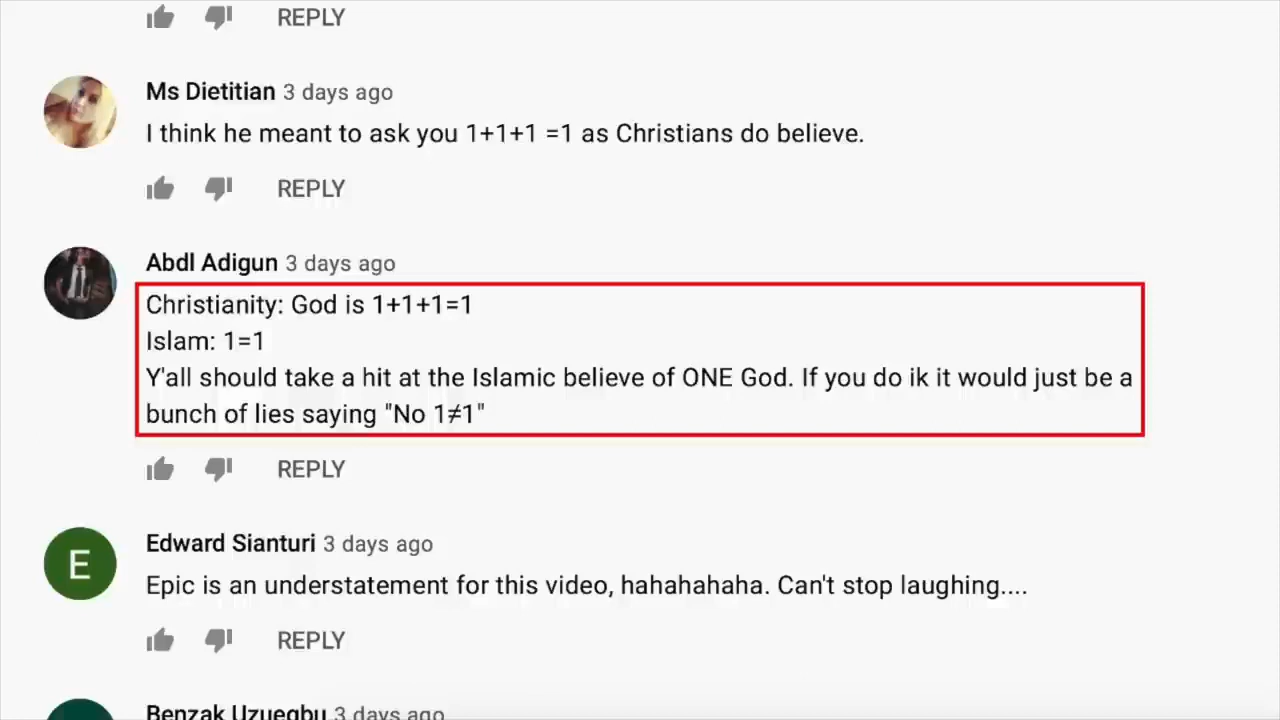 REPLY
Ms Dietitian 3 days ago
I think he meant to ask you 1+1+1 =1 as Christians do believe.
REPLY
Abdl Adigun 3 days ago
Christianity: God is 1+1+1=1
Islam: 1=1
Y'all should take a hit at the Islamic believe of ONE God. If you do ik it would just be a
bunch of lies saying "No 1≠1"
REPLY
Edward Sianturi 3 days ago
E
Epic is an understatement for this video, hahahahaha. Can't stop laughing....
REPLY
Benzak Uzuegbu 3 days ago